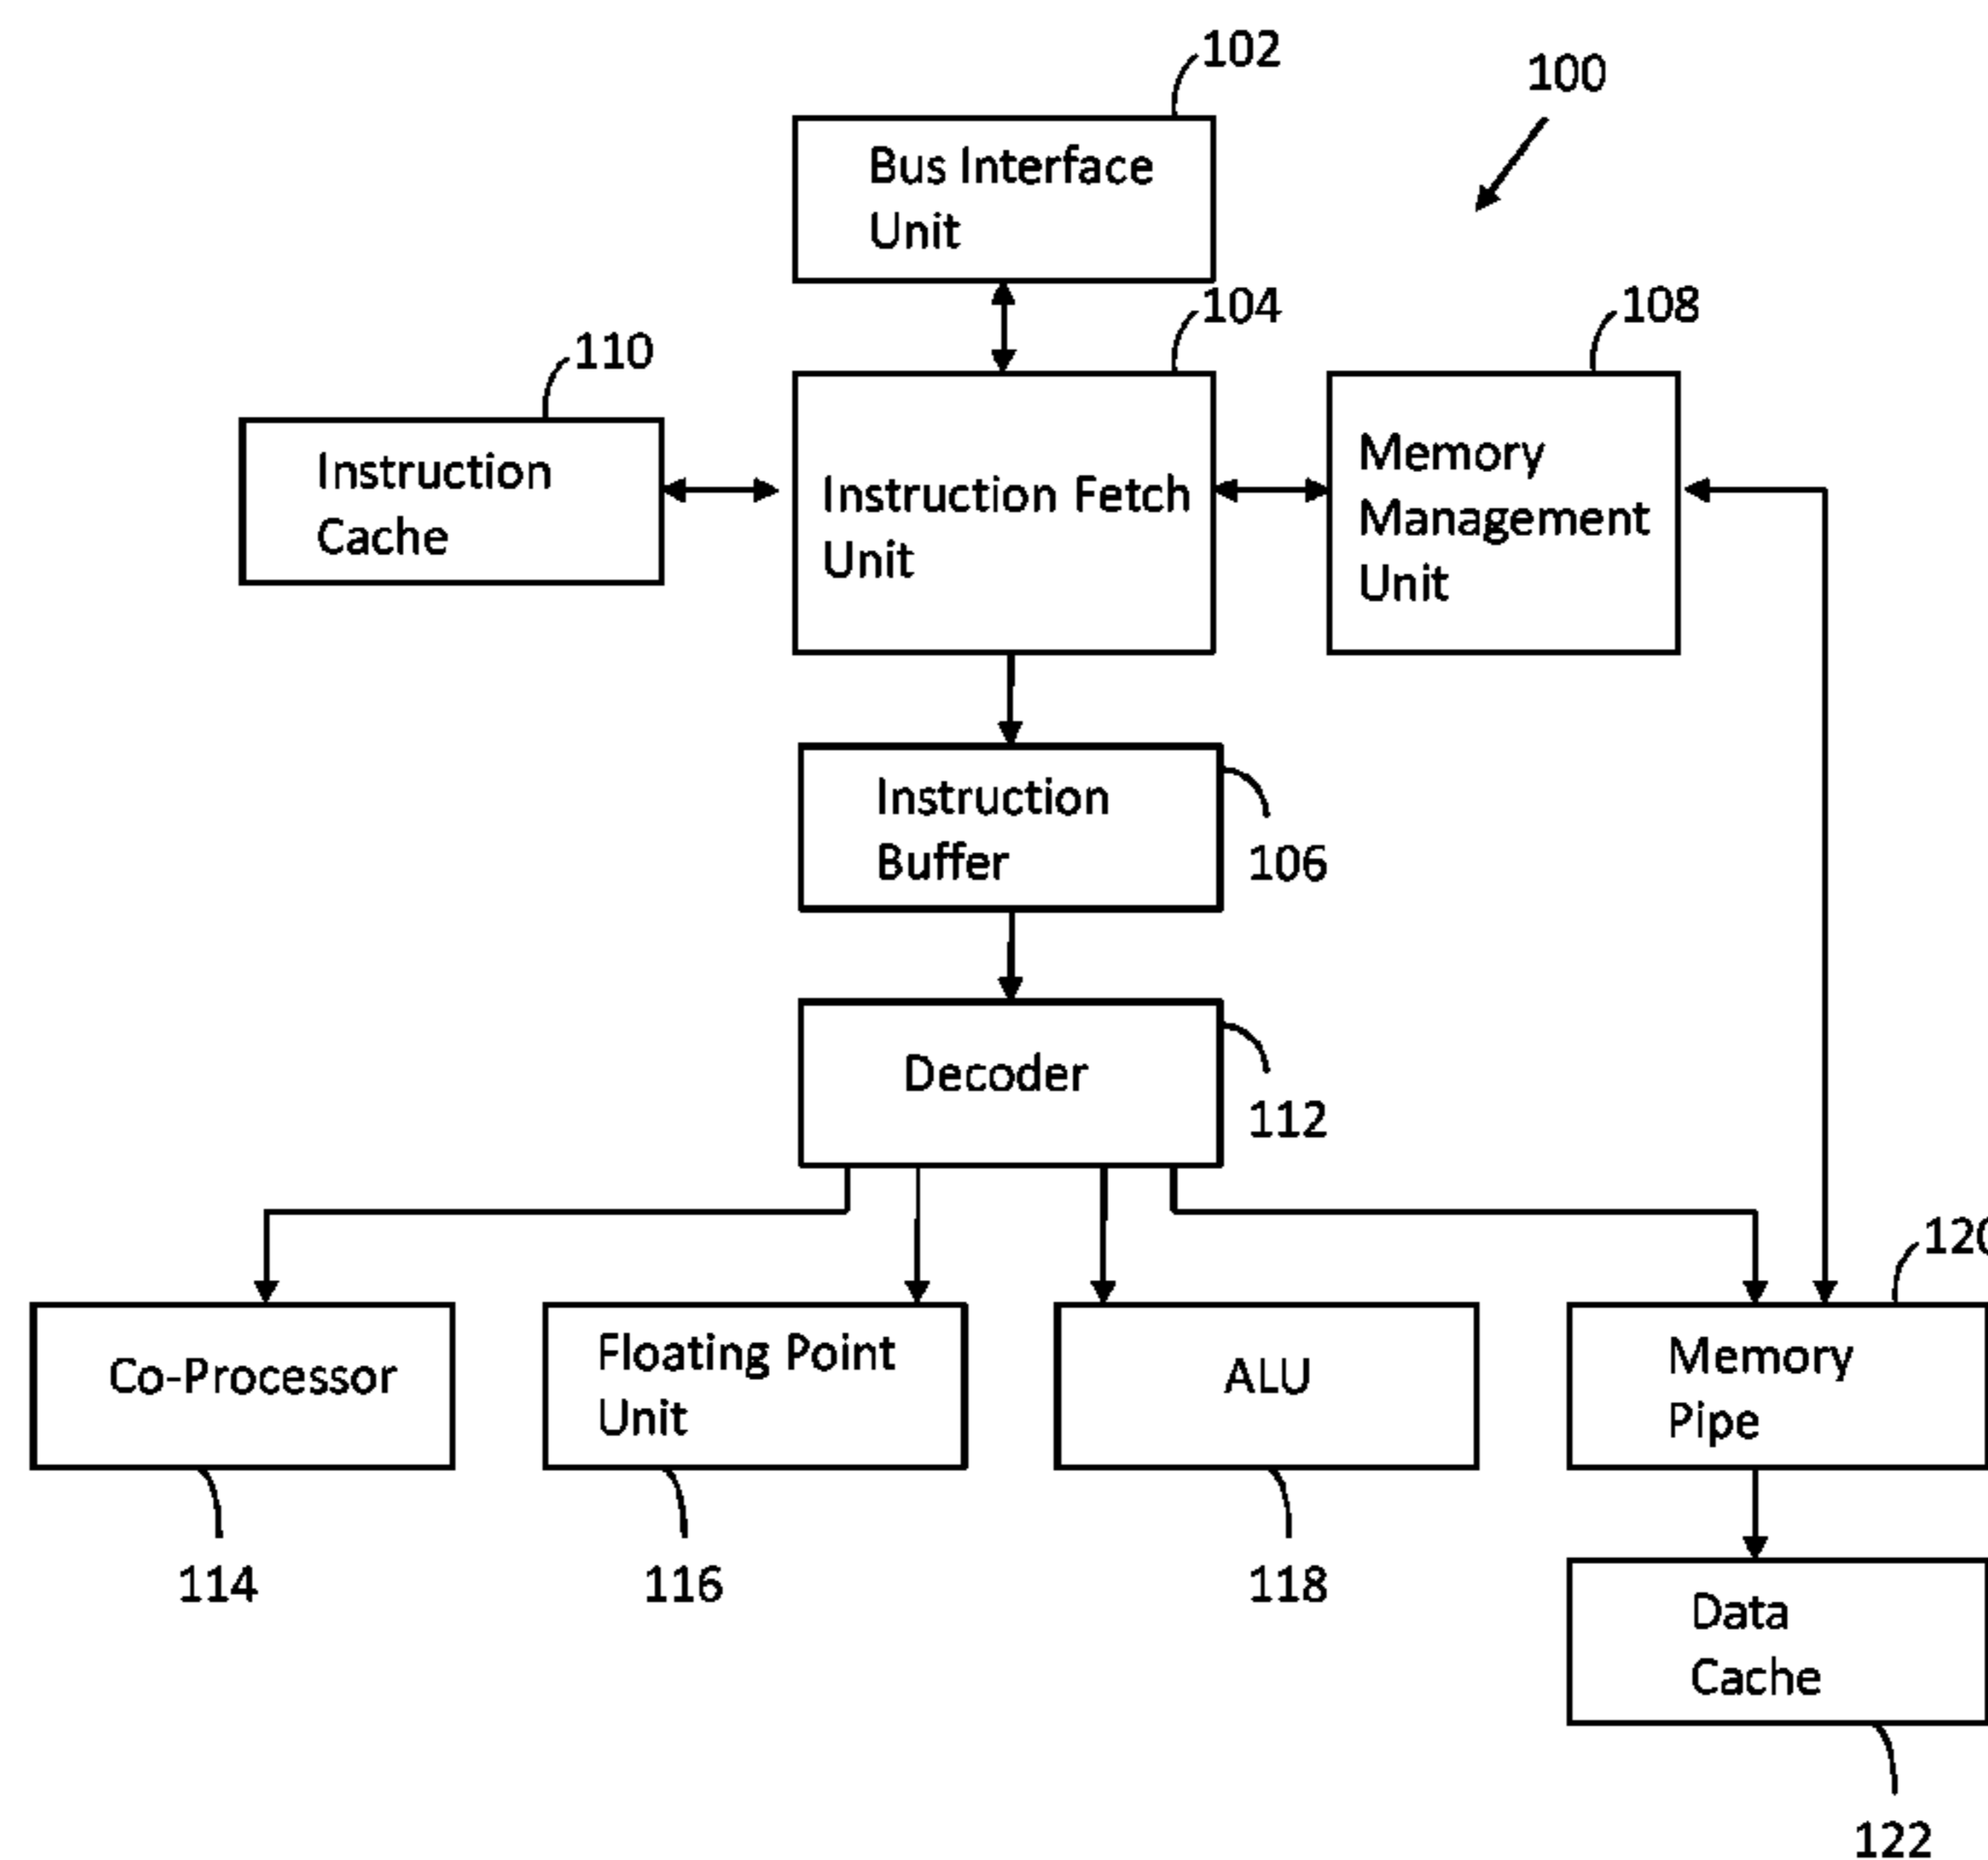 102
100
Bus Interface
Unit
104
108
110
Instruction
Cache
Instruction Fetch
Unit
Memory
Management
Unit
Instruction
Buffer
106
Decoder
112
120
Co-Processor
Floating Point
Unit
ALU
Memory
Pipe
114
116
118
Data
Cache
122